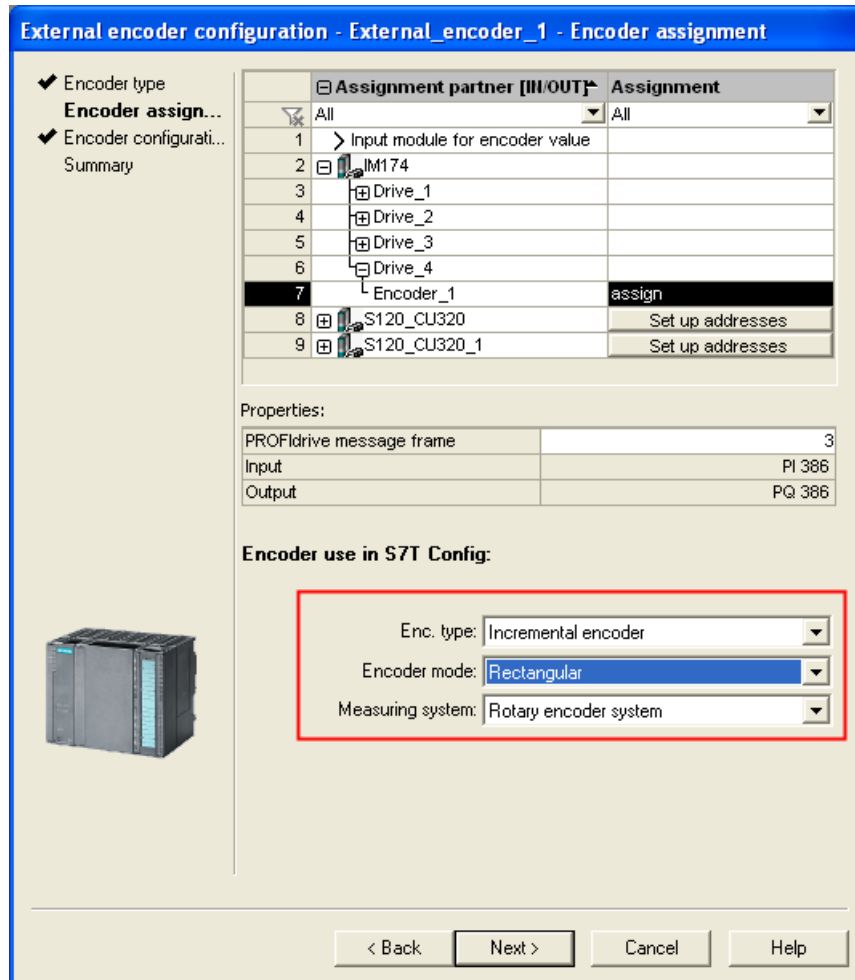 External encoder configuration - External_encoder_1 - Encoder assignment
Encoder type
Encoder assign...
Encoder configurati...
Summary
Assignment partner [IN/OUT] Assignment
All All
1 Input module for encoder value
2 IM174
3 Drive_1
4 Drive_2
5 Drive_3
6 Drive_4
7 Encoder_1 assign
8 S120_CU320 Set up addresses
9 S120_CU320_1 Set up addresses
Properties:
PROFIdrive message frame 3
Input PI 386
Output PQ 386
Encoder use in S7T Config:
Enc. type: Incremental encoder
Encoder mode: Rectangular
Measuring system: Rotary encoder system
< Back Next > Cancel Help